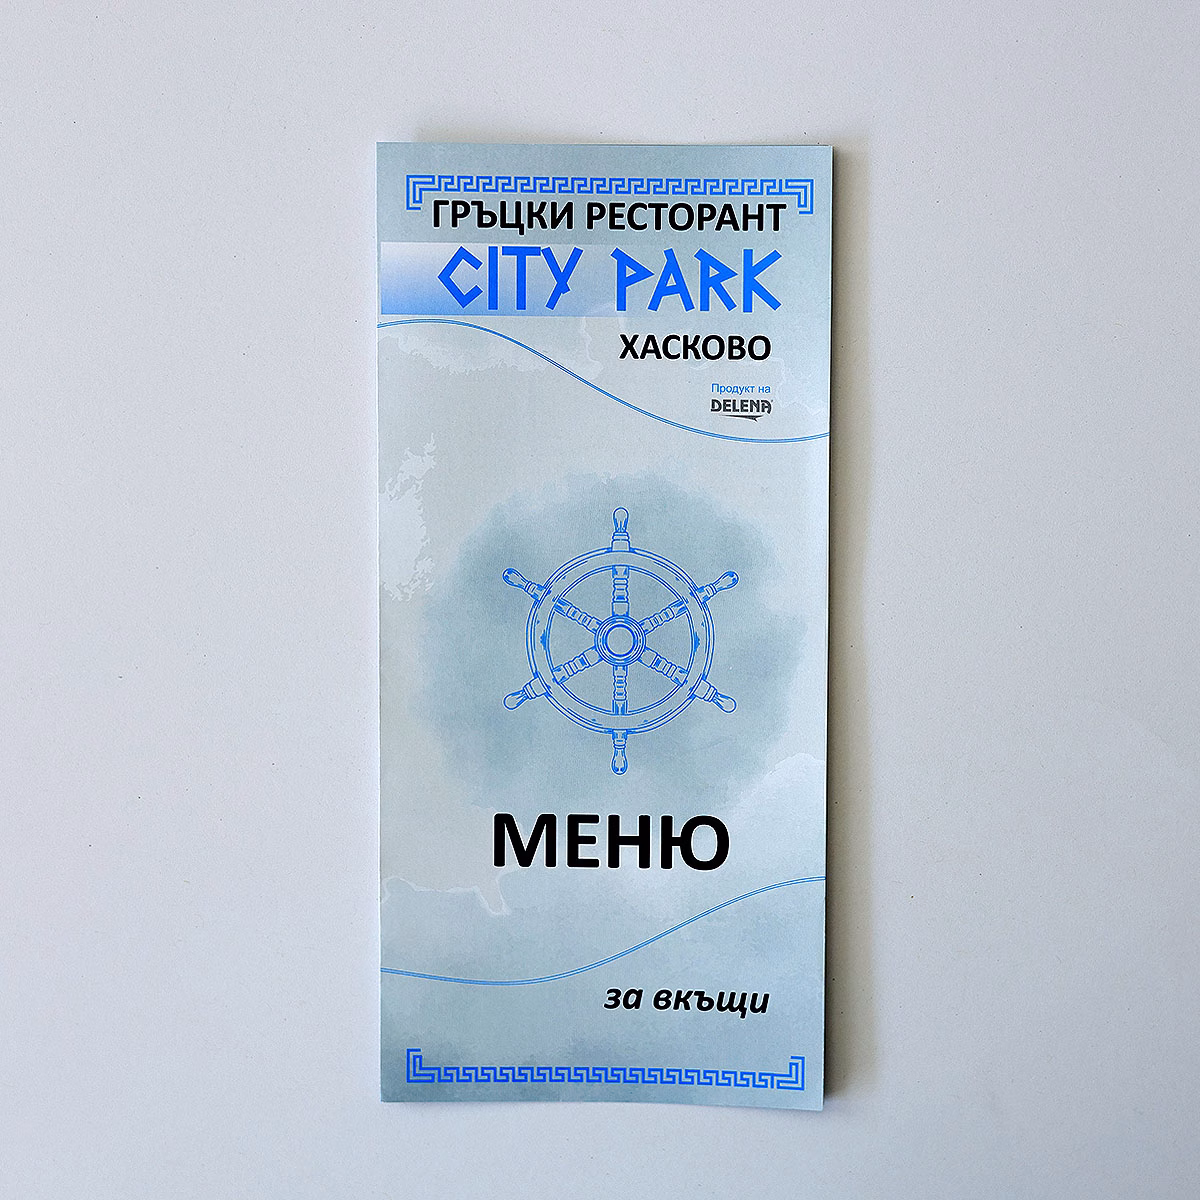 ГРЪЦКИ РЕСТОРАНТ
CITY PARK
ХАСКОВО
Продукт на
DELENA
МЕНЮ
за вкъщи